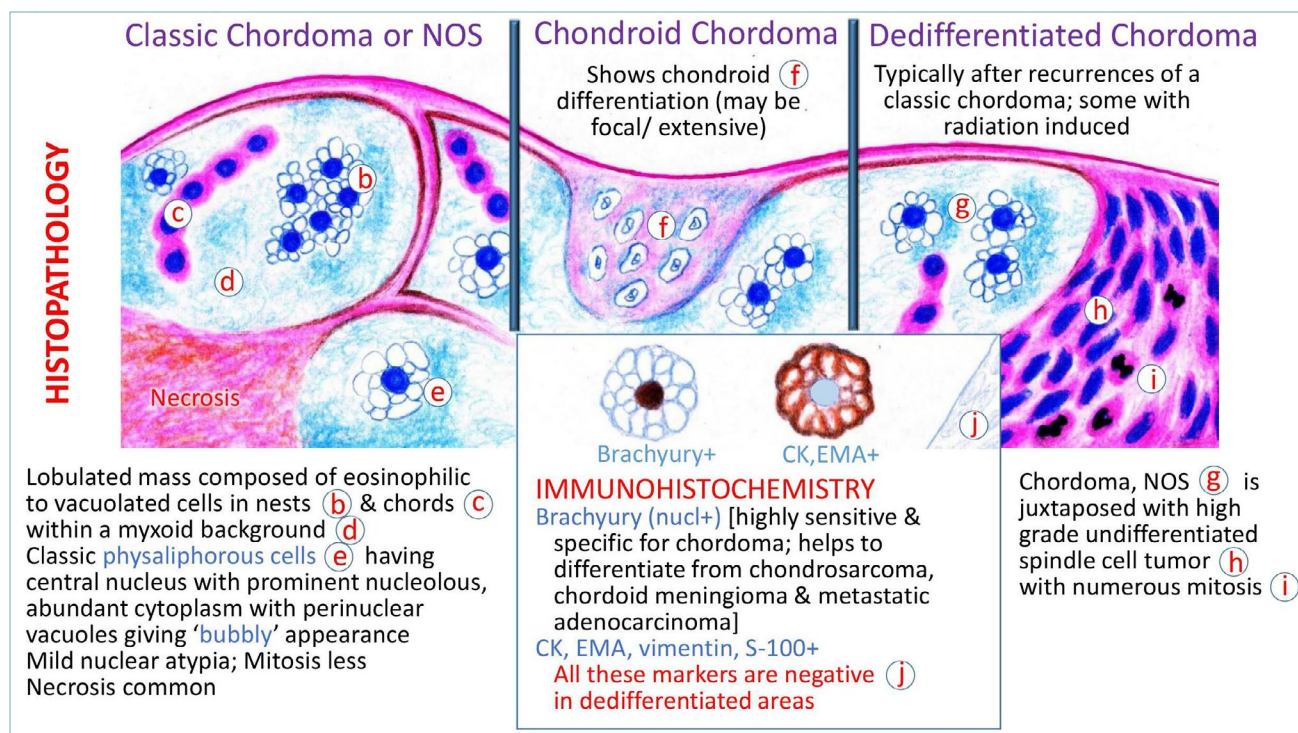 HISTOPATHOLOGY
Classic Chordoma or NOS
b
c
d
e
Necrosis
Lobulated mass composed of eosinophilic
to vacuolated cells in nests b & chords c
within a myxoid background d
Classic physaliphorous cells e having
central nucleus with prominent nucleolous,
abundant cytoplasm with perinuclear
vacuoles giving ‘bubbly’ appearance
Mild nuclear atypia; Mitosis less
Necrosis common
Chondroid Chordoma
Shows chondroid f
differentiation (may be
focal/ extensive)
f
Brachyury+ CK,EMA+
j
IMMUNOHISTOCHEMISTRY
Brachyury (nucl+) [highly sensitive &
specific for chordoma; helps to
differentiate from chondrosarcoma,
chordoid meningioma & metastatic
adenocarcinoma]
CK, EMA, vimentin, S-100+
All these markers are negative j
in dedifferentiated areas
Dedifferentiated Chordoma
Typically after recurrences of a
classic chordoma; some with
radiation induced
g
h
i
Chordoma, NOS g is
juxtaposed with high
grade undifferentiated
spindle cell tumor h
with numerous mitosis i